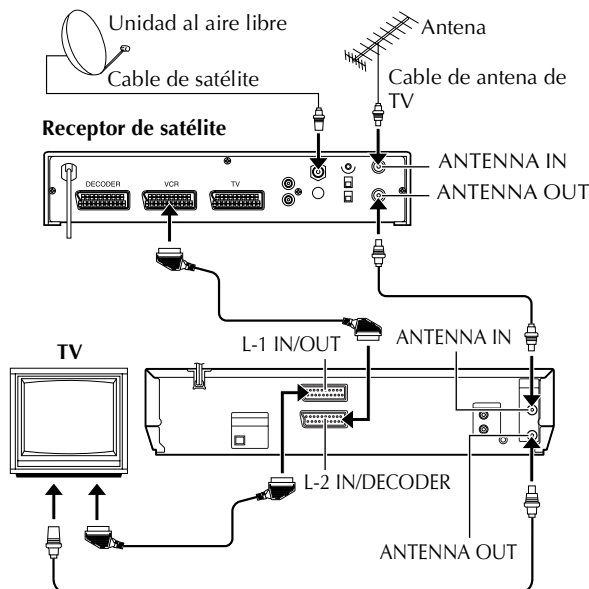 Unidad al aire libre
Antena
Cable de satélite
Cable de antena de
TV
Receptor de satélite
ANTENNA IN
ANTENNA OUT
DECODER
VCR
TV
L-1 IN/OUT
ANTENNA IN
TV
L-2 IN/DECODER
ANTENNA OUT